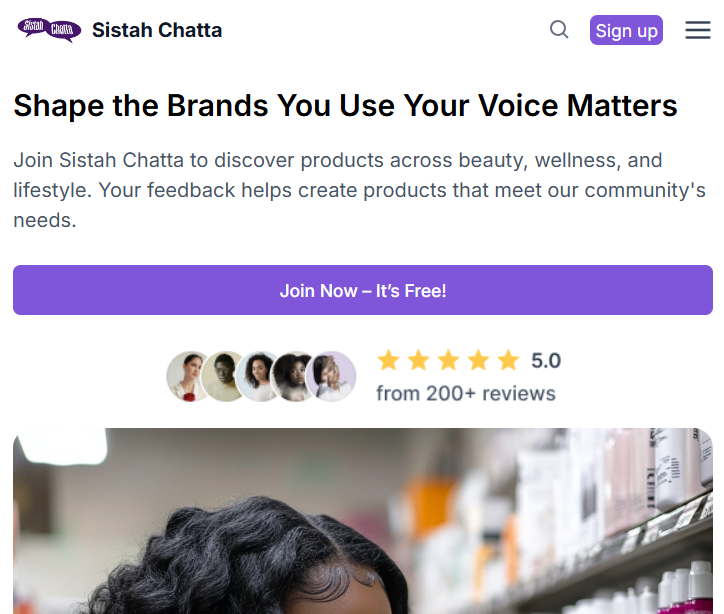 Sistah Chatta
Sistah Chatta
Sign up
Shape the Brands You Use Your Voice Matters
Join Sistah Chatta to discover products across beauty, wellness, and
lifestyle. Your feedback helps create products that meet our community's
needs.
Join Now – It’s Free!
5.0
from 200+ reviews